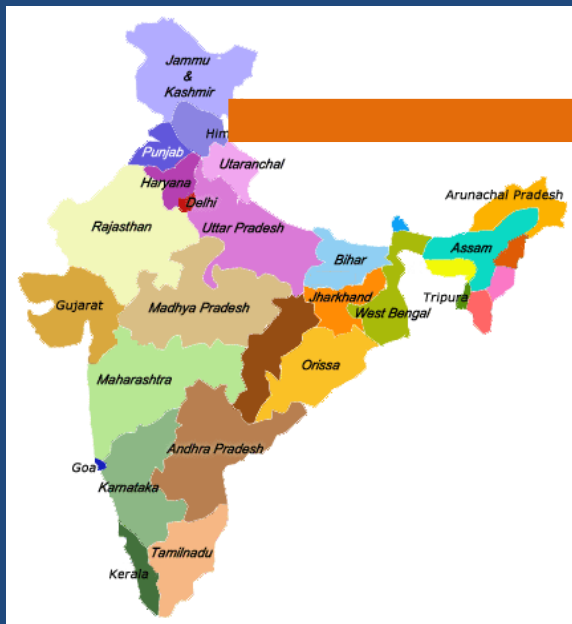 Jammu
&
Kashmir
Him
Punjab
Utaranchal
Haryana
Delhi
Arunachal Pradesh
Rajasthan
Uttar Pradesh
Assam
Bihar
Gujarat
Madhya Pradesh
Jharkhand
Tripura
West Bengal
Orissa
Maharashtra
Andhra Pradesh
Goa
Karnataka
Tamilnadu
Kerala